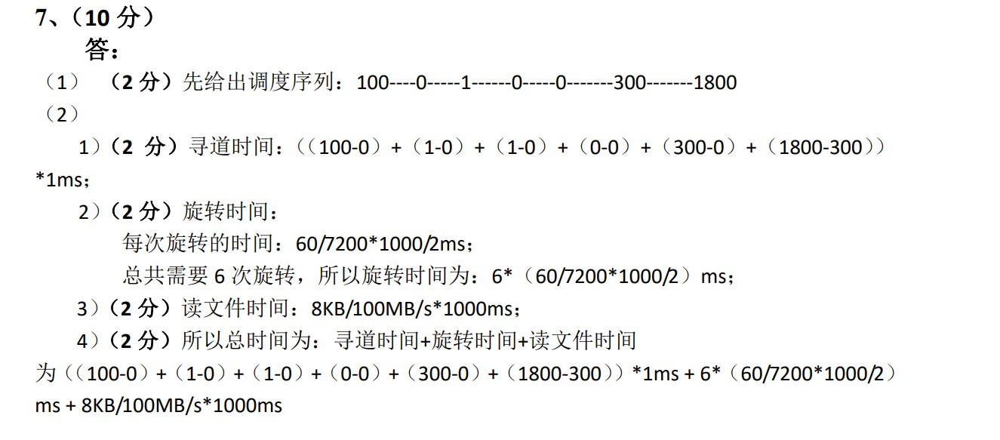 7、（10 分）
答：
（1） （2 分）先给出调度序列：100----0-----1------0-----0-------300-------1800
（2）
1）（2 分）寻道时间：（（100-0）+（1-0）+（1-0）+（0-0）+（300-0）+（1800-300））
*1ms；
2）（2 分）旋转时间：
每次旋转的时间：60/7200*1000/2ms；
总共需要 6 次旋转，所以旋转时间为：6*（60/7200*1000/2）ms；
3）（2 分）读文件时间：8KB/100MB/s*1000ms；
4）（2 分）所以总时间为：寻道时间+旋转时间+读文件时间
为（（100-0）+（1-0）+（1-0）+（0-0）+（300-0）+（1800-300））*1ms + 6*（60/7200*1000/2）
ms + 8KB/100MB/s*1000ms